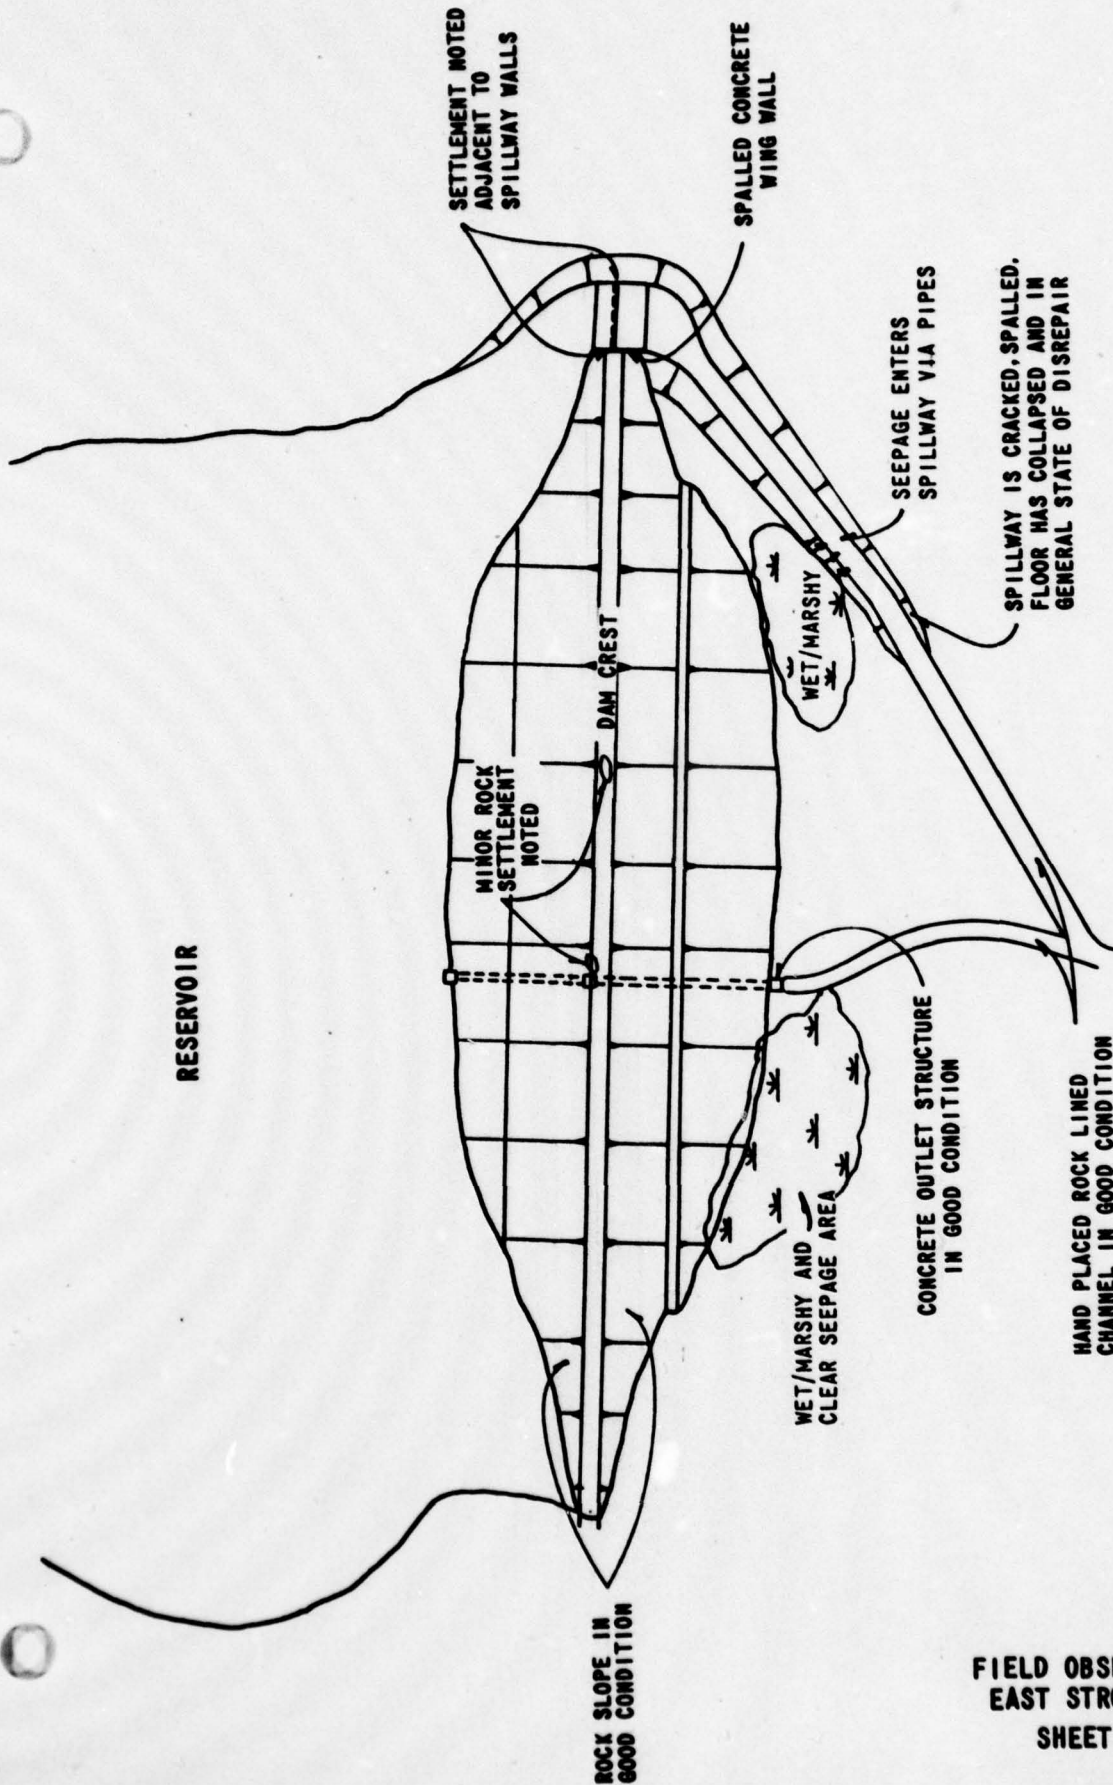 SETTLEMENT NOTED
ADJACENT TO
SPILLWAY WALLS
SPALLED CONCRETE
WING WALL
SEEPAGE ENTERS
SPILLWAY VIA PIPES
SPILLWAY IS CRACKED, SPALLED,
FLOOR HAS COLLAPSED AND IN
GENERAL STATE OF DISREPAIR
RESERVOIR
MINOR ROCK
SETTLEMENT
NOTED
DAM CREST
WET/MARSHY
WET/MARSHY AND
CLEAR SEEPAGE AREA
CONCRETE OUTLET STRUCTURE
IN GOOD CONDITION
HAND PLACED ROCK LINED
CHANNEL IN GOOD CONDITION
ROCK SLOPE IN
GOOD CONDITION
FIELD
EAST
SHEET